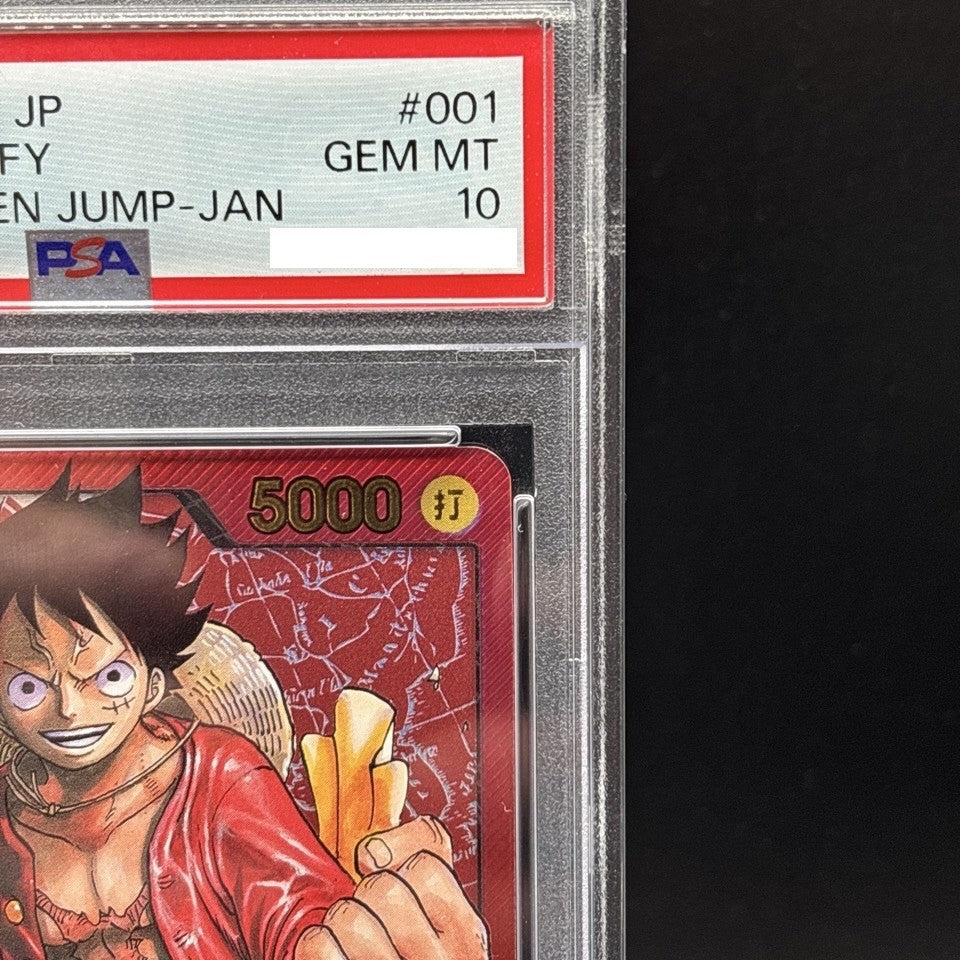 JP #001
FY GEM MT
EN JUMP-JAN 10
PSA
5000 打